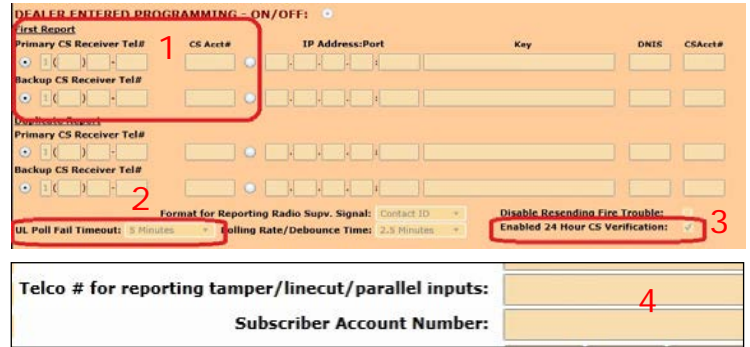 DEALER ENTERED PROGRAMMING - ON/OFF:
First Report
Primary CS Receiver Tel# 1 CS Acct# IP Address:Port Key DNIS CSAcct#
1 ( ) - . . . :
Backup CS Receiver Tel#
1 ( ) - . . . :
Duplicate Report
Primary CS Receiver Tel#
1 ( ) - . . . :
Backup CS Receiver Tel#
1 ( ) - . . . :
2
Format for Reporting Radio Supv. Signal: Contact ID Disable Resending Fire Trouble: 3
UL Poll Fail Timeout: 5 Minutes Polling Rate/Debounce Time: 2.5 Minutes Enabled 24 Hour CS Verification:
Telco # for reporting tamper/linecut/parallel inputs: 4
Subscriber Account Number: